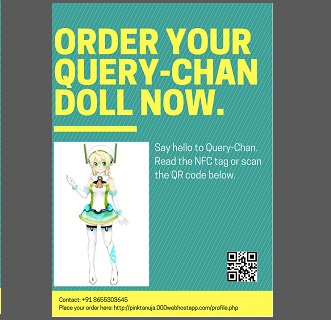 ORDER YOUR
QUERY-CHAN
DOLL NOW.
Say hello to Query-Chan.
Read the NFC tag or scan
the QR code below.
Contact: +91 8655303645
Place your order here: http://pinktanuja.000webhostapp.com/profile.php